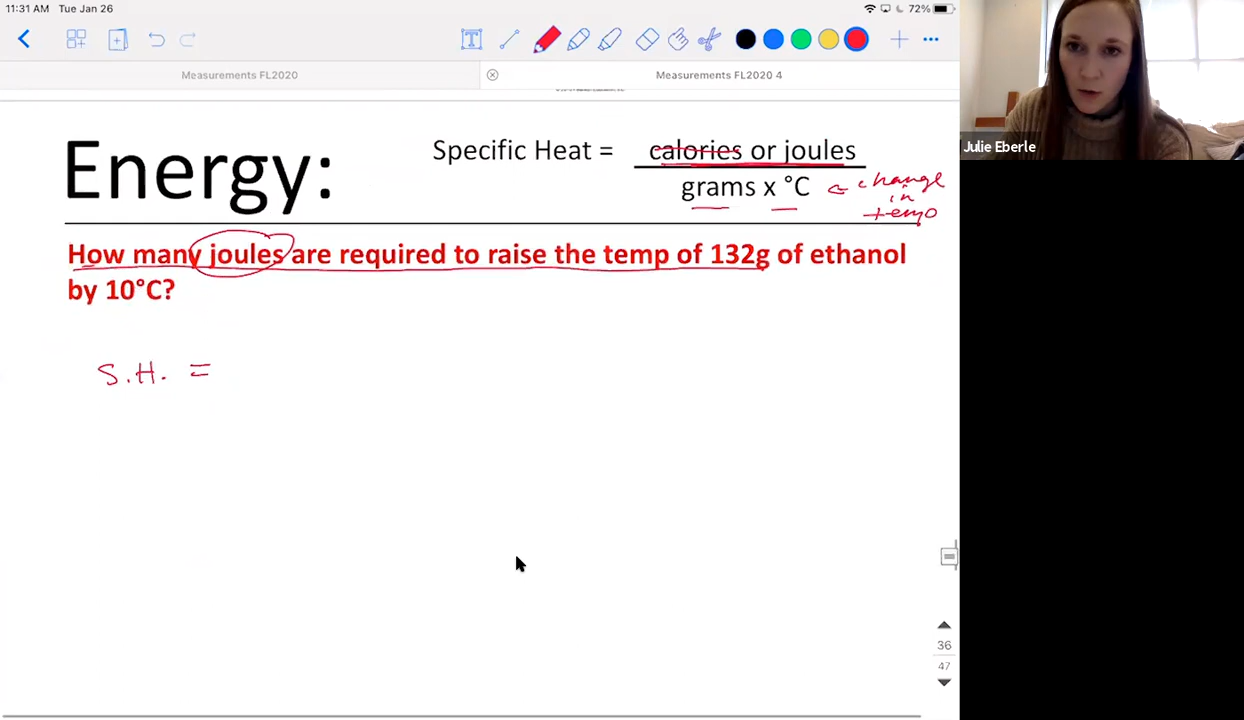 11:31 AM Tue Jan 26
72%
Measurements FL2020
Measurements FL2020 4
Julie Eberle
Energy:
Specific Heat = calories or joules
grams x °C ← change
in
temp
How many joules are required to raise the temp of 132g of ethanol
by 10°C?
S.H. =
36
47